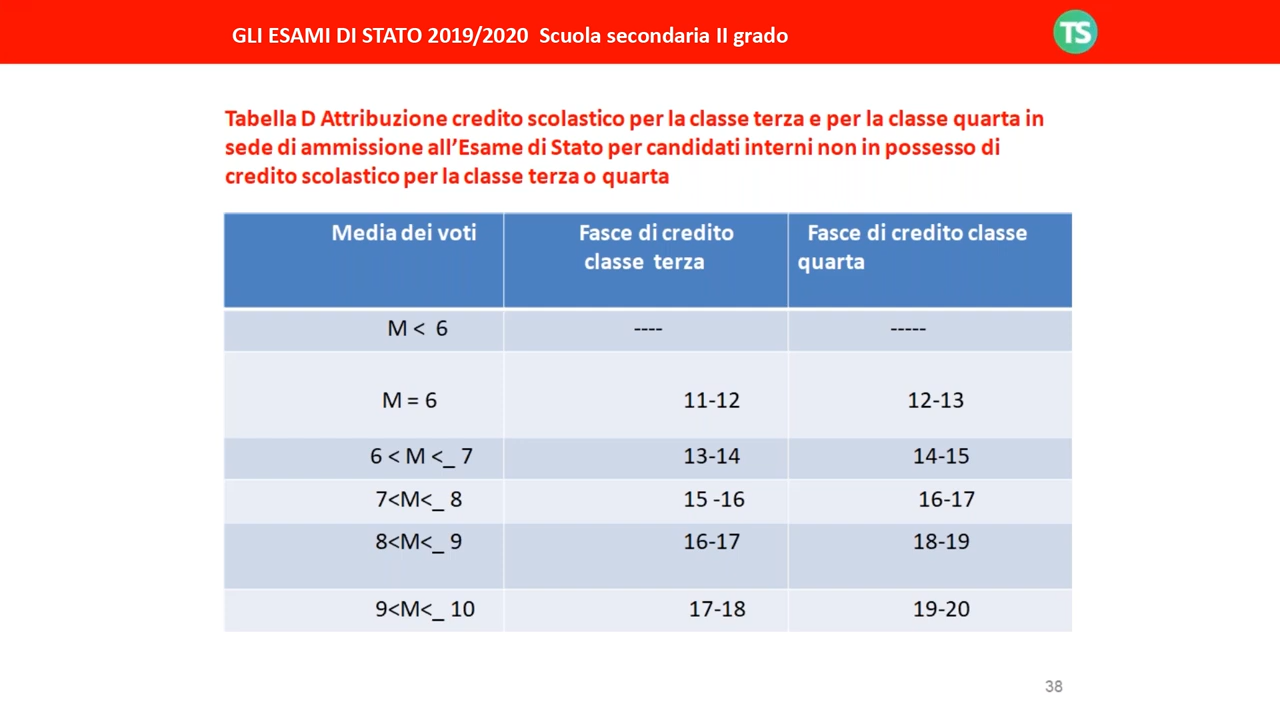 GLI ESAMI DI STATO 2019/2020 Scuola secondaria II grado
TS
Tabella D Attribuzione credito scolastico per la classe terza e per la classe quarta in
sede di ammissione all’Esame di Stato per candidati interni non in possesso di
credito scolastico per la classe terza o quarta
Media dei voti Fasce di credito classe terza Fasce di credito classe quarta
M < 6 ---- -----
M = 6 11-12 12-13
6 < M <_ 7 13-14 14-15
7<M<_ 8 15 -16 16-17
8<M<_ 9 16-17 18-19
9<M<_ 10 17-18 19-20
38